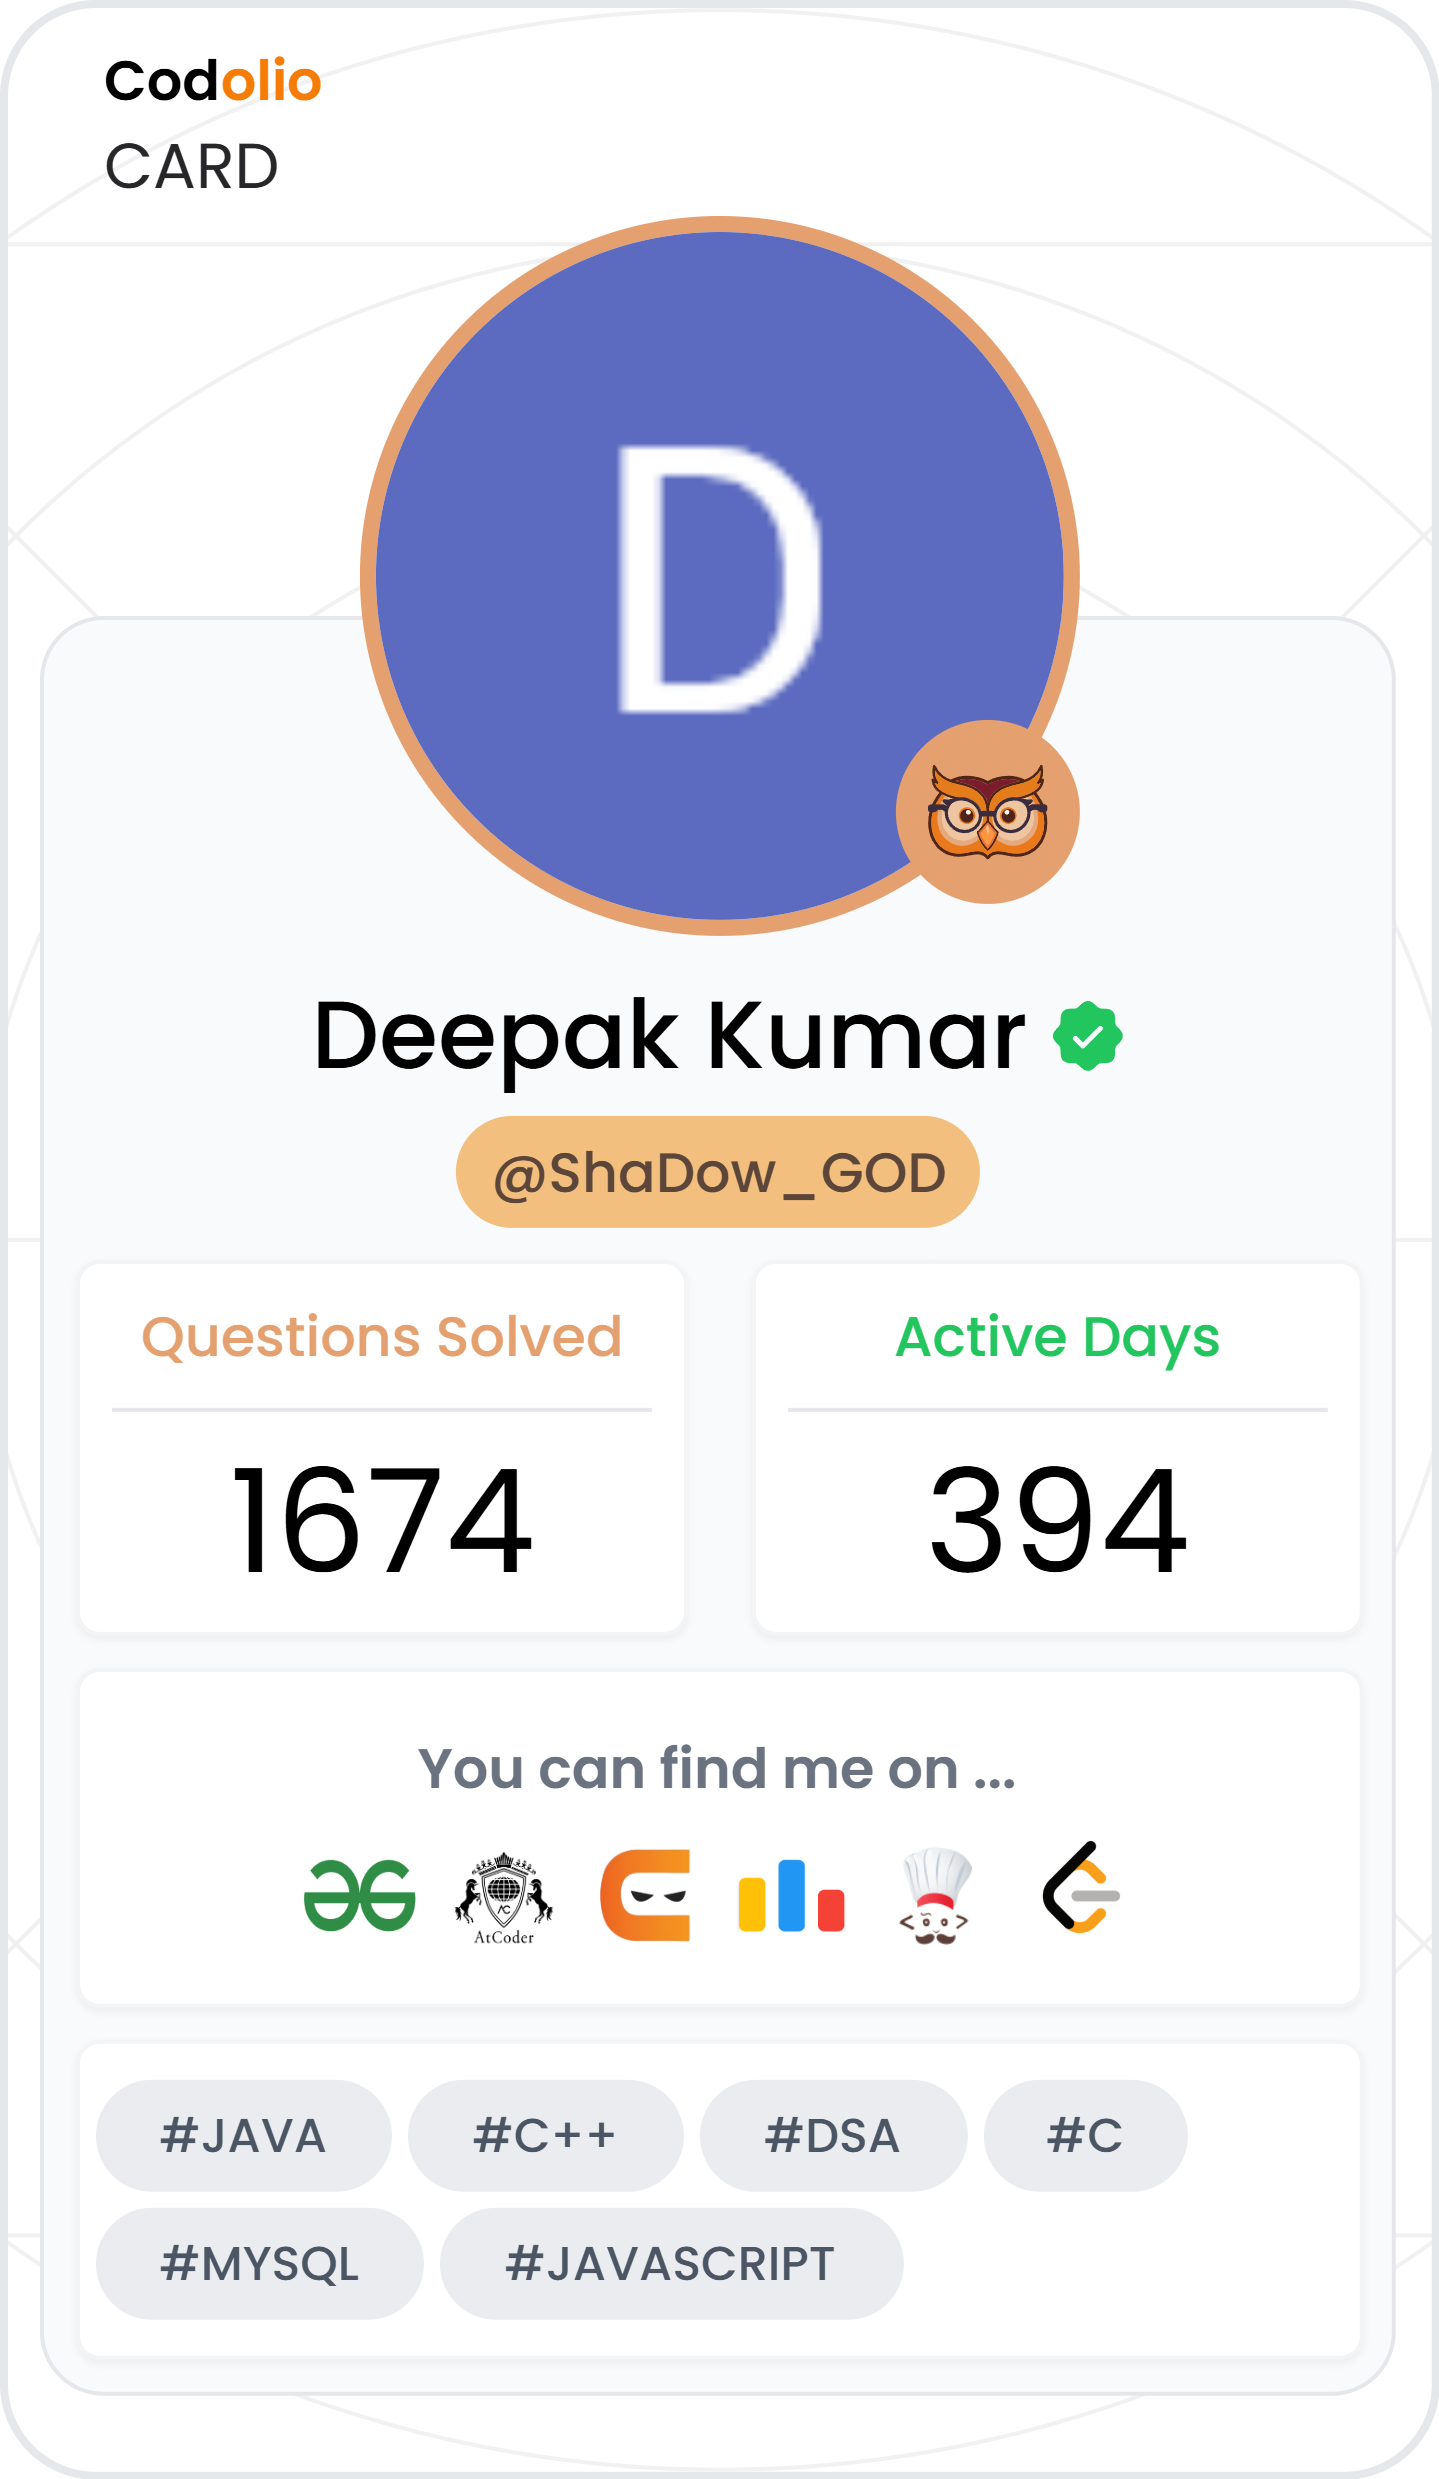 Codolio
CARD
D
Deepak Kumar
@ShaDow_GOD
Questions Solved
Active Days
1674
394
You can find me on ...
AC
AtCoder
#JAVA #C++ #DSA #C
#MYSQL #JAVASCRIPT